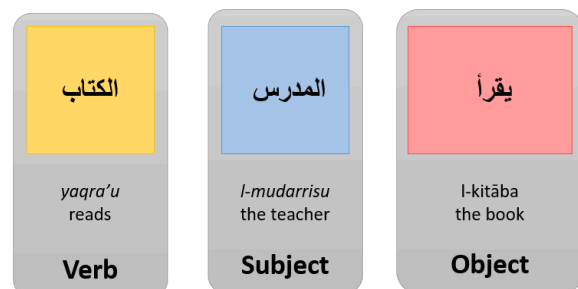 الكتاب
yaqra’u
reads
Verb
المدرس
l-mudarrisu
the teacher
Subject
يقرأ
l-kitāba
the book
Object